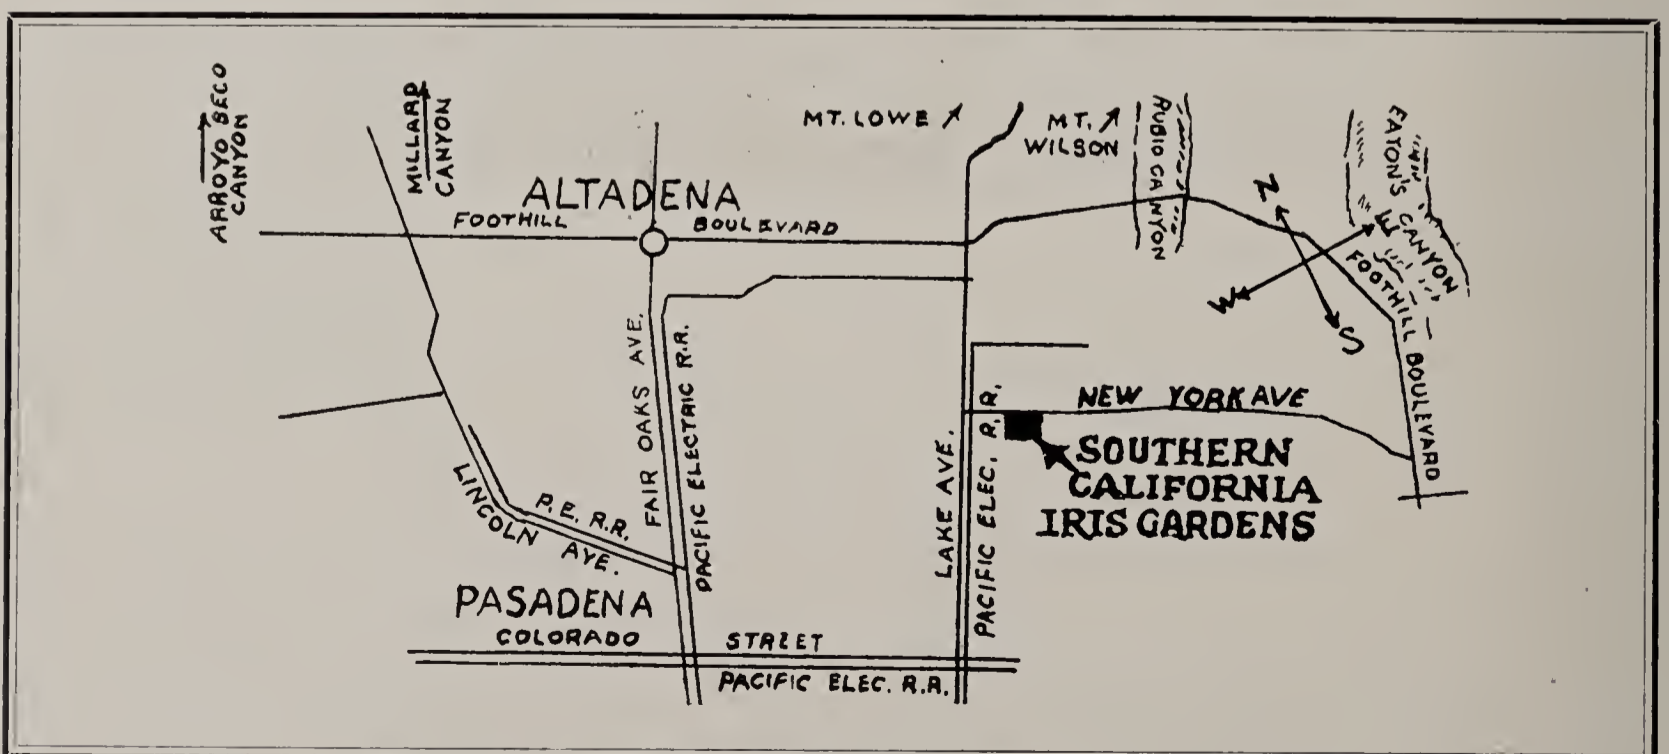 ARROYO SECO
CANYON
MILLARD
CANYON
MT. LOWE
MT.
WILSON
RUBIO CANYON
EATON'S CANYON
ALTADENA
FOOTHILL BOULEVARD
N
E
W
S
FOOTHILL BOULEVARD
FAIR OAKS AVE.
PACIFIC ELECTRIC R.R.
NEW YORK AVE
LAKE AVE.
PACIFIC ELEC. R.R.
SOUTHERN
CALIFORNIA
IRIS GARDENS
P.E. R.R.
LINCOLN AVE.
PASADENA
COLORADO STREET
PACIFIC ELEC. R.R.